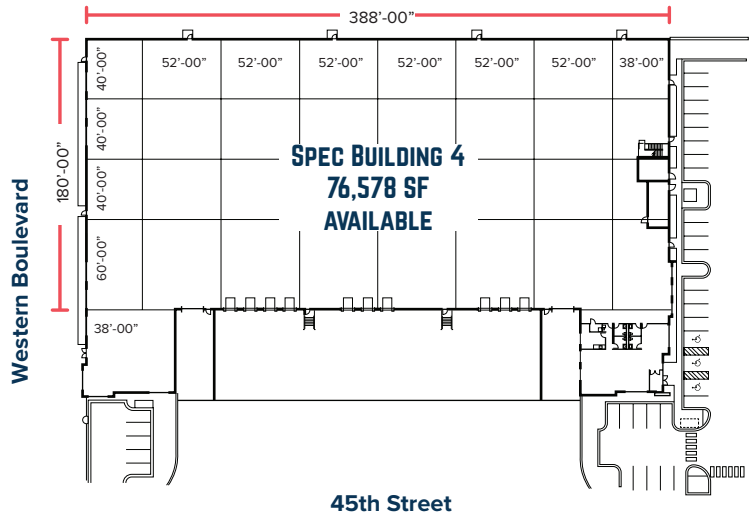 388'-00"
52'-00" 52'-00" 52'-00" 52'-00" 52'-00" 52'-00" 38'-00"
40'-00"
40'-00"
40'-00"
60'-00"
180'-00"
Spec Building 4
76,578 SF
AVAILABLE
Western Boulevard
38'-00"
45th Street